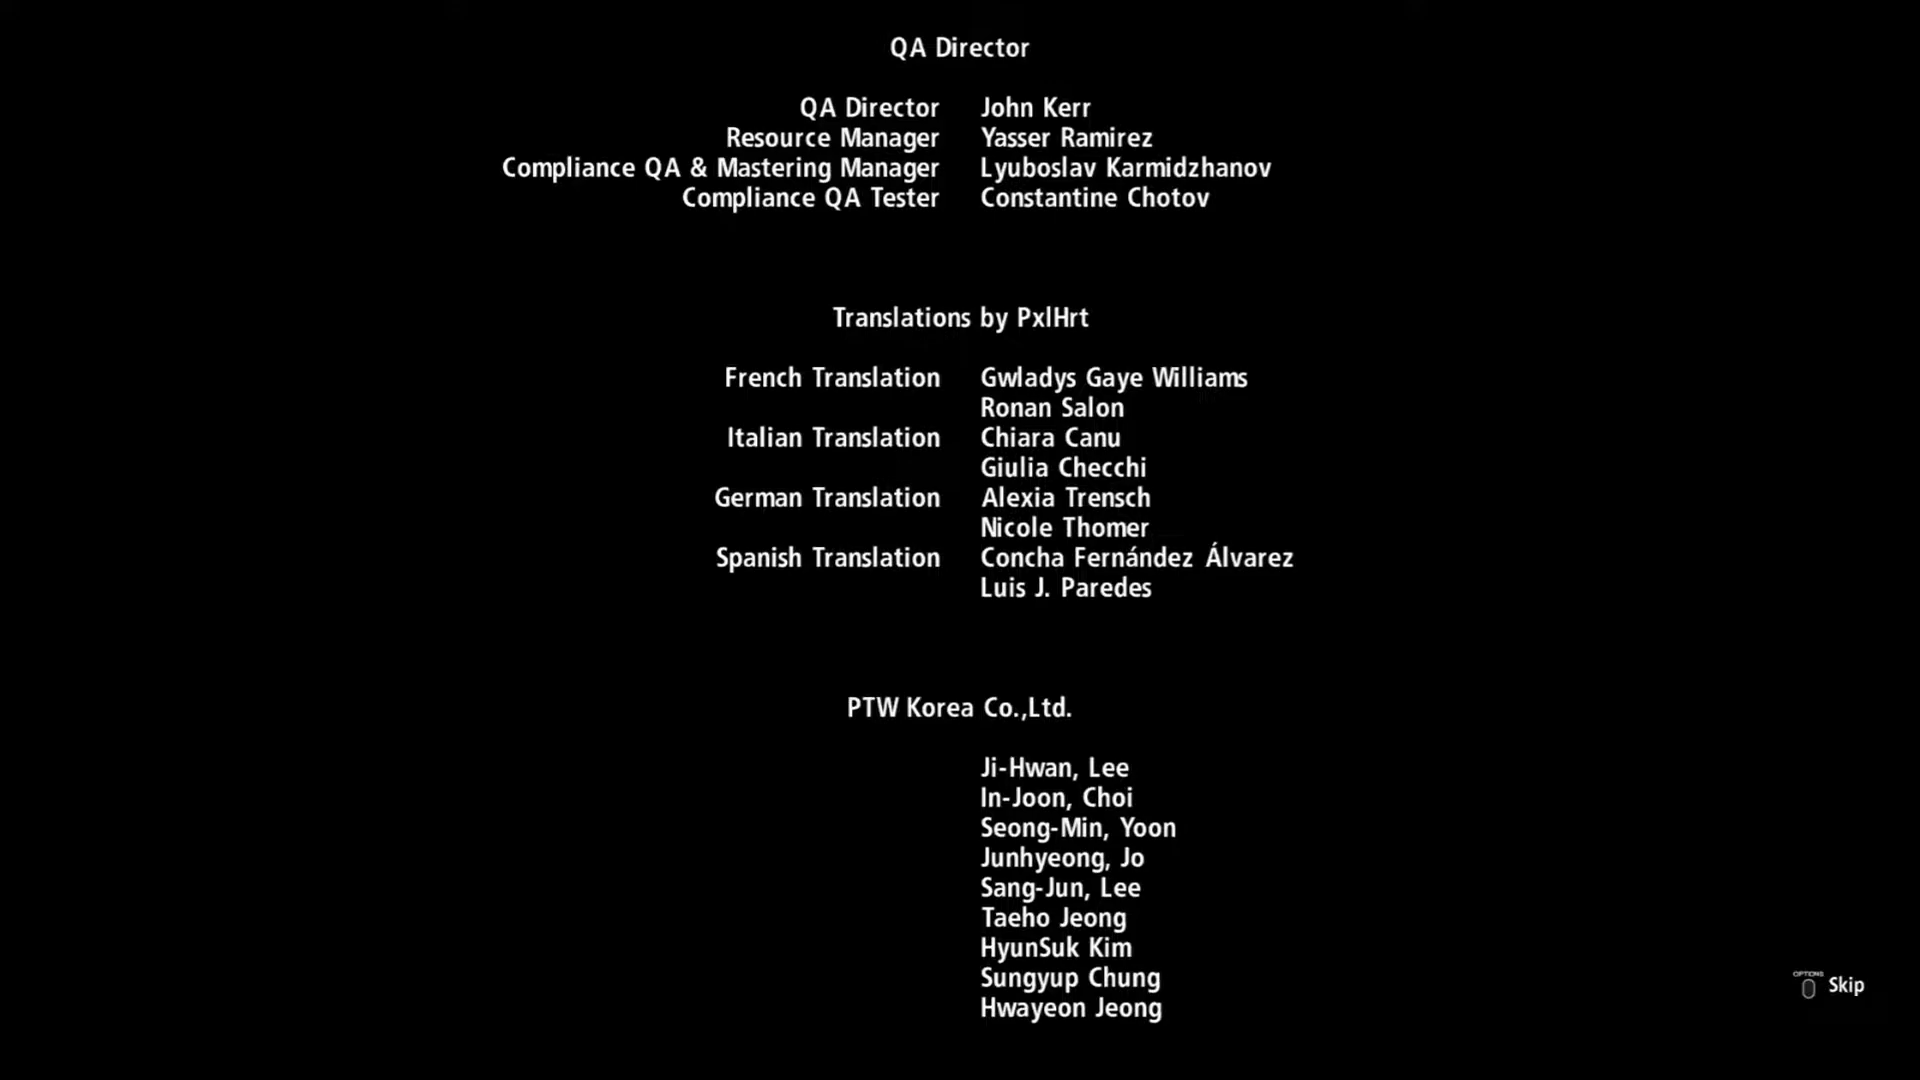 QA Director
QA Director John Kerr
Resource Manager Yasser Ramirez
Compliance QA & Mastering Manager Lyuboslav Karmidzhanov
Compliance QA Tester Constantine Chotov
Translations by PxlHrt
French Translation Gwladys Gaye Williams
Ronan Salon
Italian Translation Chiara Canu
Giulia Checchi
German Translation Alexia Trensch
Nicole Thomer
Spanish Translation Concha Fernández Álvarez
Luis J. Paredes
PTW Korea Co.,Ltd.
Ji-Hwan, Lee
In-Joon, Choi
Seong-Min, Yoon
Junhyeong, Jo
Sang-Jun, Lee
Taeho Jeong
HyunSuk Kim
Sungyup Chung
Hwayeon Jeong
OPTIONS Skip